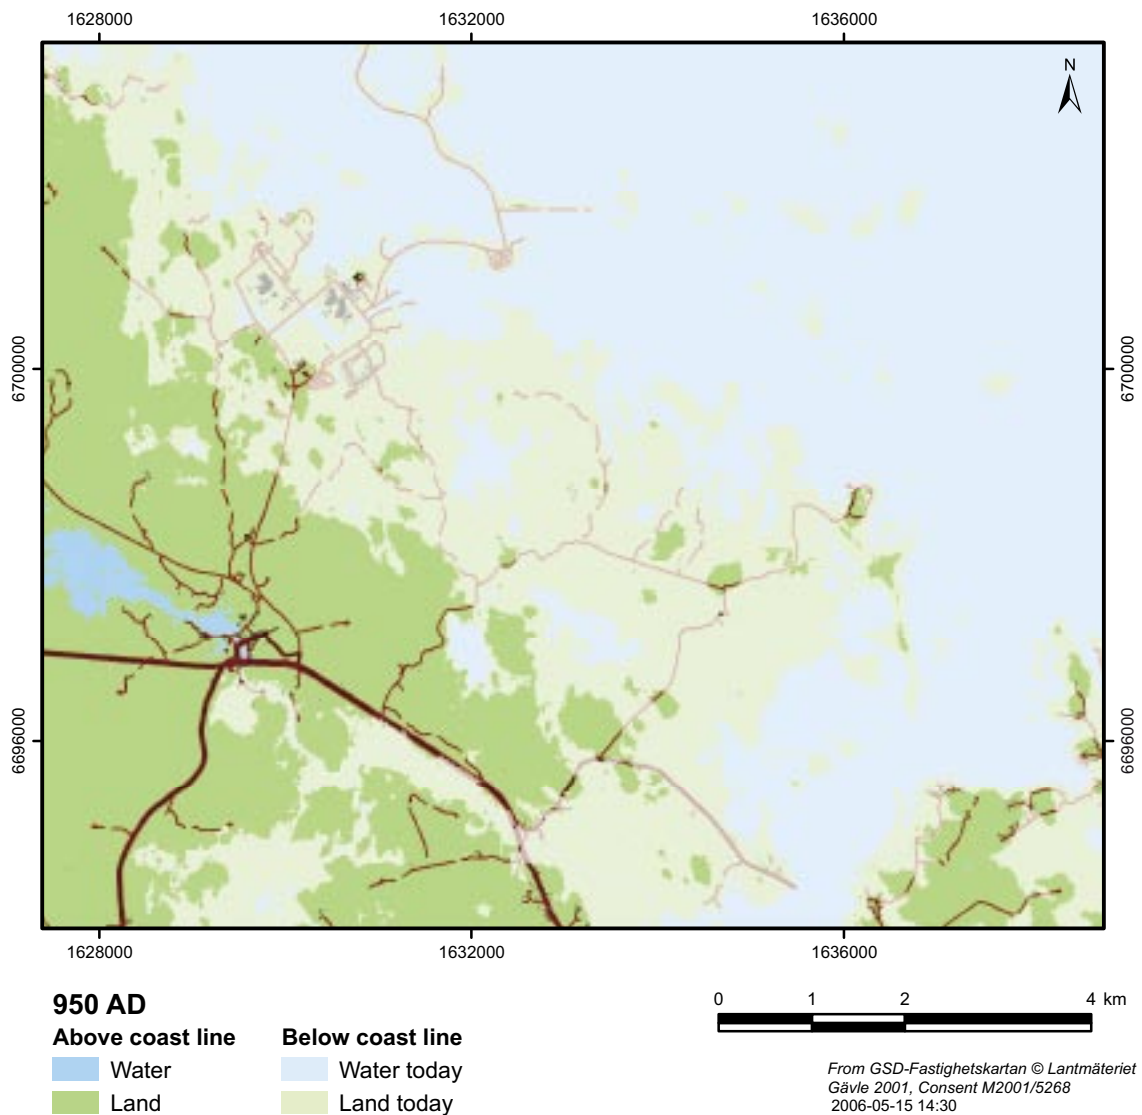 1628000 1632000 1636000
N
6700000 6700000
6696000 6696000
1628000 1632000 1636000
950 AD
Above coast line Below coast line
Water Water today
Land Land today
0 1 2 4 km
From GSD-Fastighetskartan © Lantmäteriet
Gävle 2001, Consent M2001/5268
2006-05-15 14:30